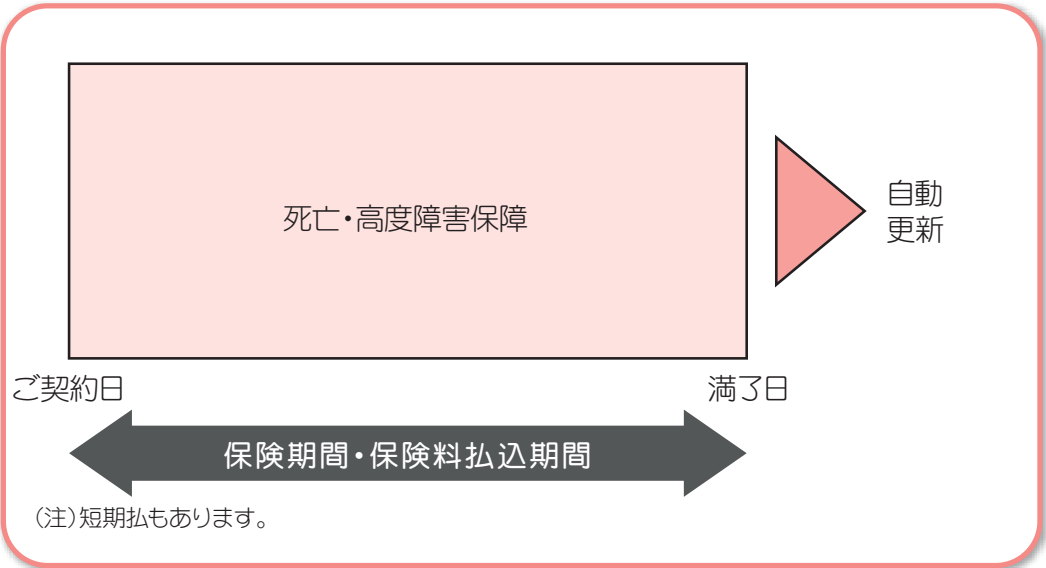 死亡・高度障害保障
自動
更新
ご契約日
満了日
保険期間・保険料払込期間
（注）短期払もあります。